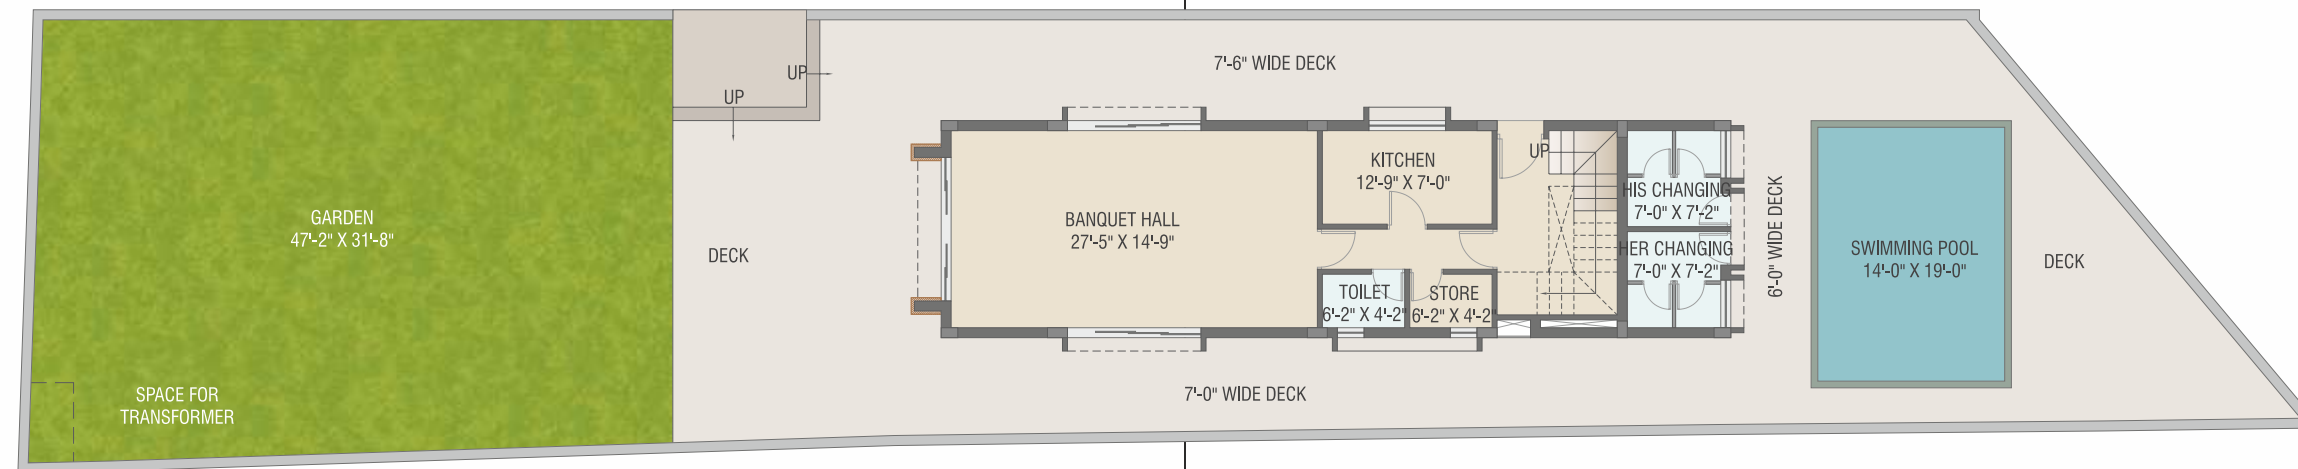 GARDEN
47'-2" X 31'-8"
SPACE FOR
TRANSFORMER
UP
UP
DECK
7'-6" WIDE DECK
BANQUET HALL
27'-5" X 14'-9"
KITCHEN
12'-9" X 7'-0"
UP
TOILET
6'-2" X 4'-2"
STORE
6'-2" X 4'-2"
HIS CHANGING
7'-0" X 7'-2"
HER CHANGING
7'-0" X 7'-2"
7'-0" WIDE DECK
6'-0" WIDE DECK
SWIMMING POOL
14'-0" X 19'-0"
DECK